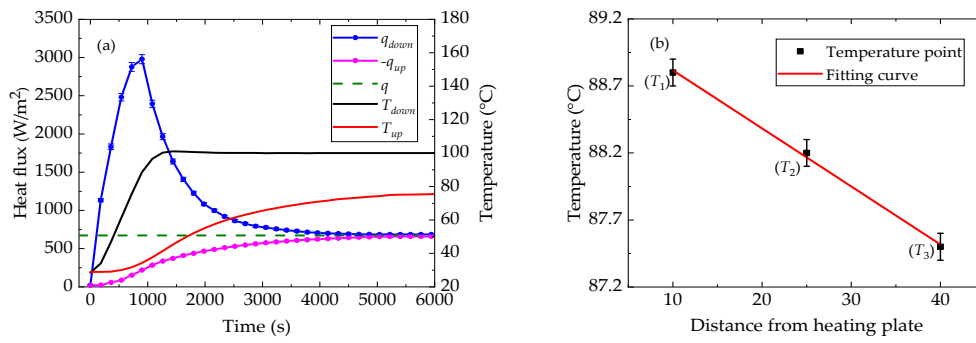 (a)
Heat flux (W/m²)
3500
3000
2500
2000
1750
1500
1000
750
500
250
0
q_down
-q_up
q
T_down
T_up
180
160
140
120
100
80
60
40
20
Temperature (°C)
0 1000 2000 3000 4000 5000 6000
Time (s)
(b)
Temperature (°C)
89.2
88.7
88.2
87.7
87.2
Temperature point
Fitting curve
(T₁)
(T₂)
(T₃)
10 20 30 40
Distance from heating plate